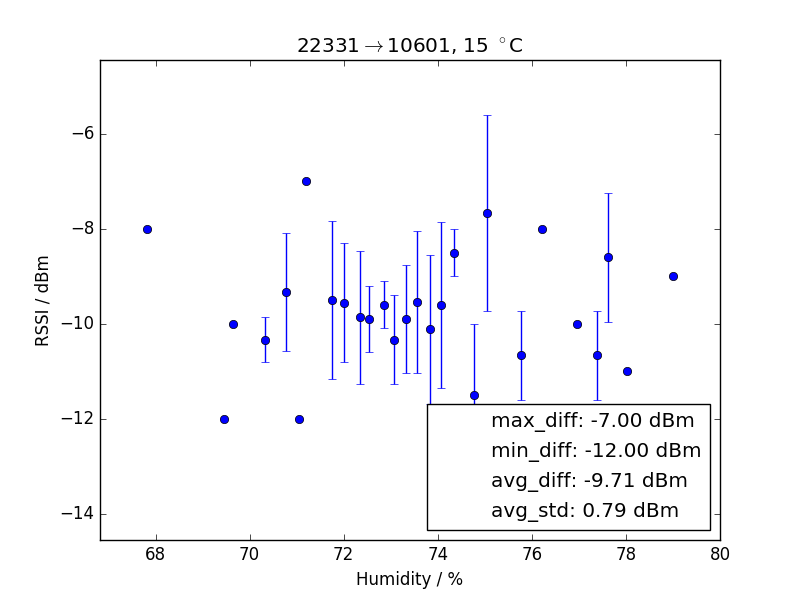 22331→10601, 15 °C
RSSI / dBm
−6
−8
−10
−12
−14
max_diff: -7.00 dBm
min_diff: -12.00 dBm
avg_diff: -9.71 dBm
avg_std: 0.79 dBm
68 70 72 74 76 78 80
Humidity / %